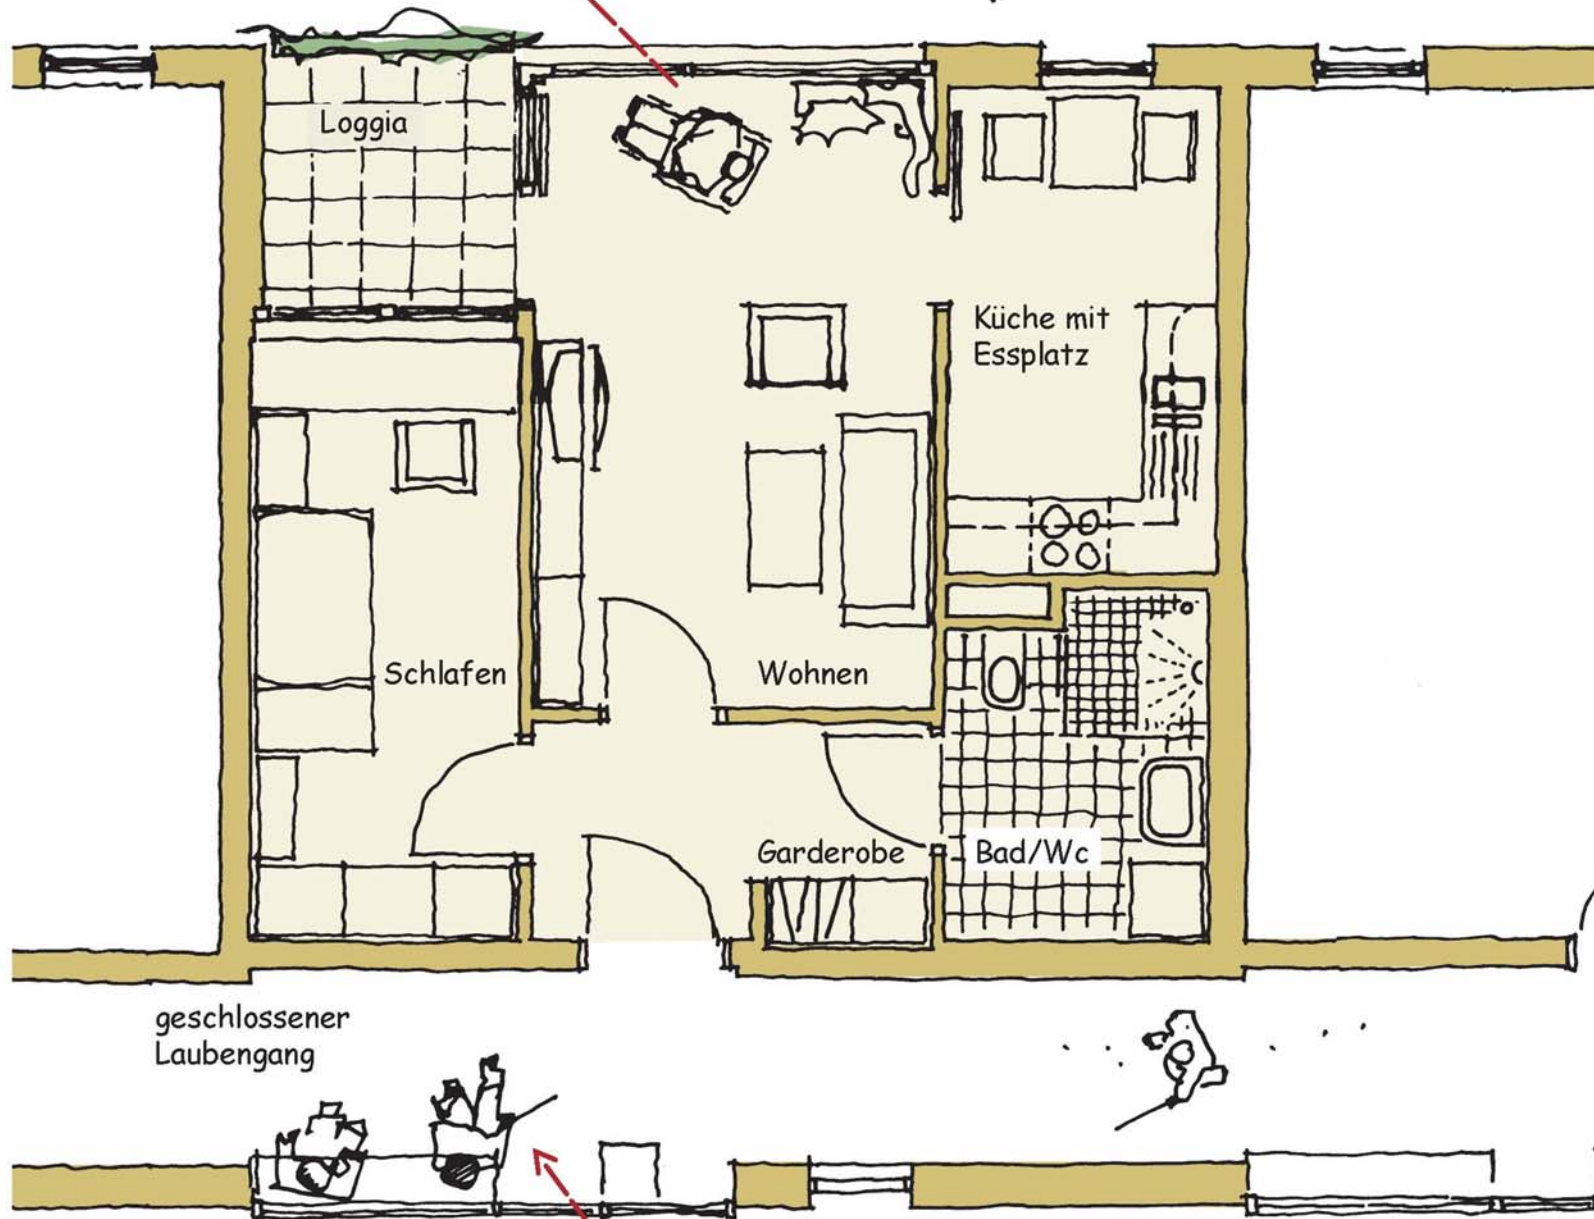 Loggia
Küche mit
Essplatz
Schlafen
Wohnen
Garderobe
Bad/Wc
geschlossener
Laubengang